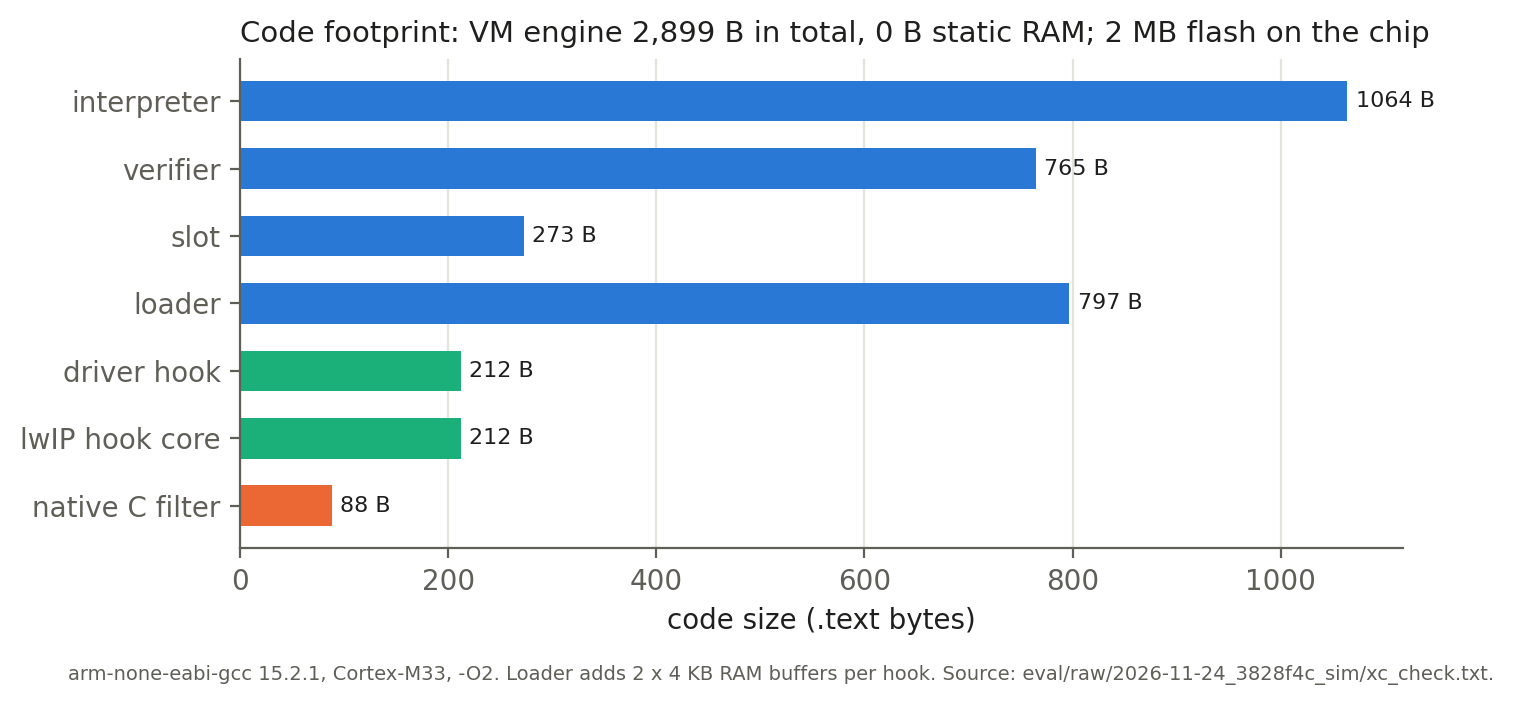 Code footprint: VM engine 2,899 B in total, 0 B static RAM; 2 MB flash on the chip
interpreter
1064 B
verifier
765 B
slot
273 B
loader
797 B
driver hook
212 B
lwIP hook core
212 B
native C filter
88 B
0 200 400 600 800 1000
code size (.text bytes)
arm-none-eabi-gcc 15.2.1, Cortex-M33, -O2. Loader adds 2 x 4 KB RAM buffers per hook. Source: eval/raw/2026-11-24_3828f4c_sim/xc_check.txt.